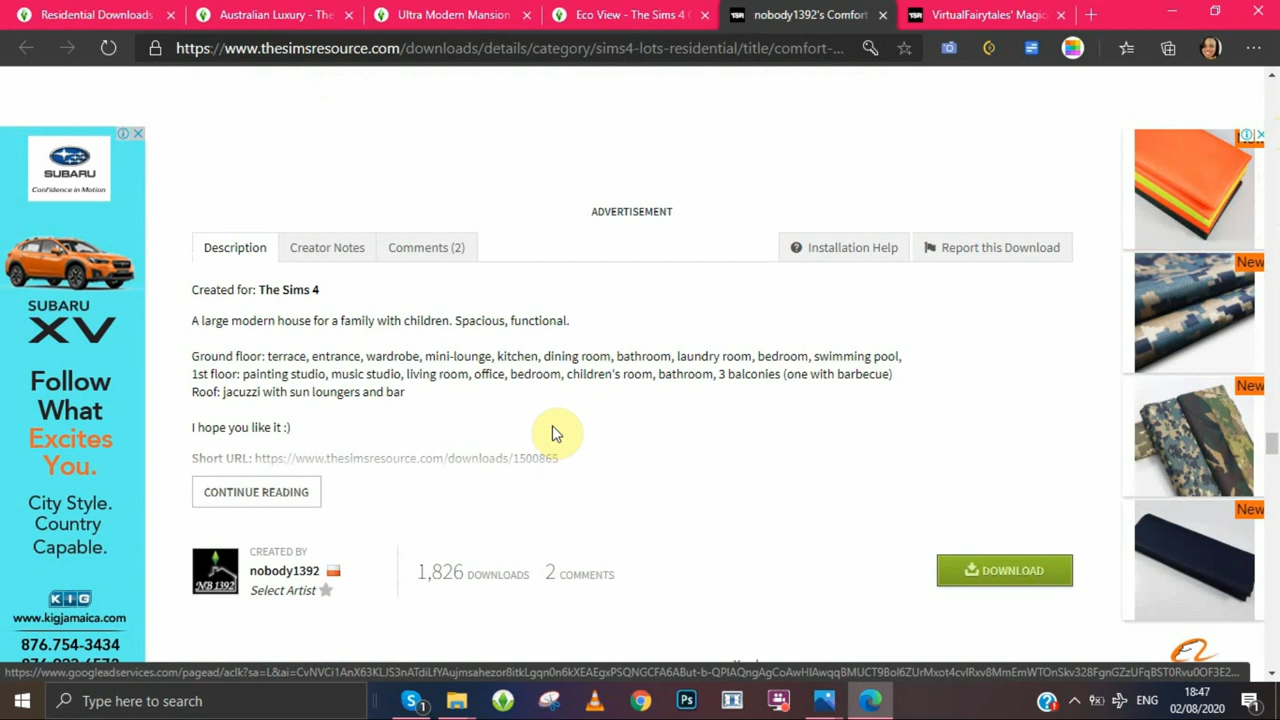 Residential Downloads
Australian Luxury - The
Ultra Modern Mansion
Eco View - The Sims 4
nobody1392's Comfort
VirtualFairytales' Magic
https://www.thesimsresource.com/downloads/details/category/sims4-lots-residential/title/comfort-...
ADVERTISEMENT
Description
Creator Notes
Comments (2)
Installation Help
Report this Download
Created for: The Sims 4
A large modern house for a family with children. Spacious, functional.
Ground floor: terrace, entrance, wardrobe, mini-lounge, kitchen, dining room, bathroom, laundry room, bedroom, swimming pool,
1st floor: painting studio, music studio, living room, office, bedroom, children's room, bathroom, 3 balconies (one with barbecue)
Roof: jacuzzi with sun loungers and bar
I hope you like it :)
Short URL: https://www.thesimsresource.com/downloads/1500865
CONTINUE READING
CREATED BY
nobody1392
Select Artist
NB 1392
1,826 DOWNLOADS
2 COMMENTS
DOWNLOAD
SUBARU
Confidence in Motion
SUBARU
XV
Follow
What
Excites
You.
City Style.
Country
Capable.
KIG
www.kigjamaica.com
876.754-3434
New
New
New
Type here to search
ENG
18:47
02/08/2020